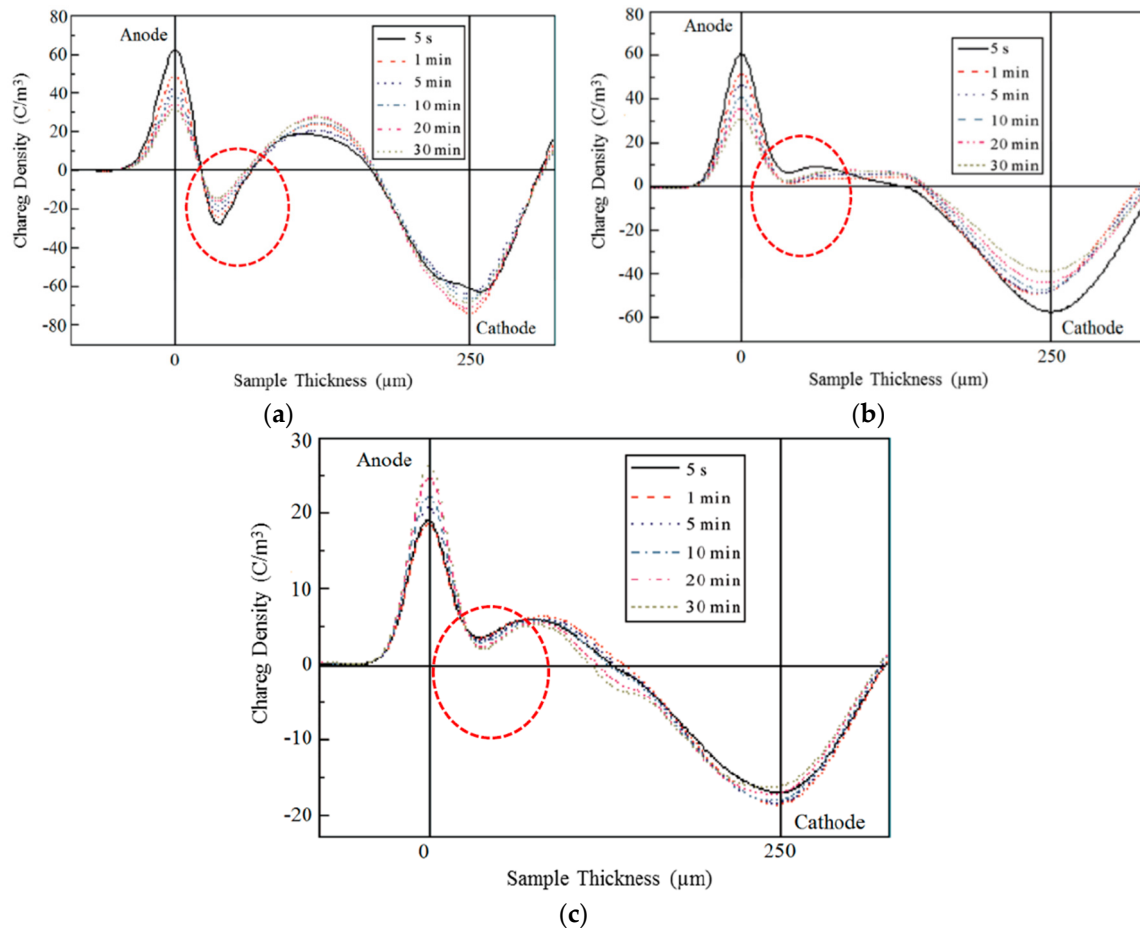 80
60
40
20
0
-20
-40
-60
-80
Chareg Density (C/m³)
Anode
5 s
1 min
5 min
10 min
20 min
30 min
Cathode
0
250
Sample Thickness (μm)
(a)
80
60
40
20
0
-20
-40
-60
Chareg Density (C/m³)
Anode
5 s
1 min
5 min
10 min
20 min
30 min
Cathode
0
250
Sample Thickness (μm)
(b)
30
20
10
0
-10
-20
Chareg Density (C/m³)
Anode
5 s
1 min
5 min
10 min
20 min
30 min
Cathode
0
250
Sample Thickness (μm)
(c)